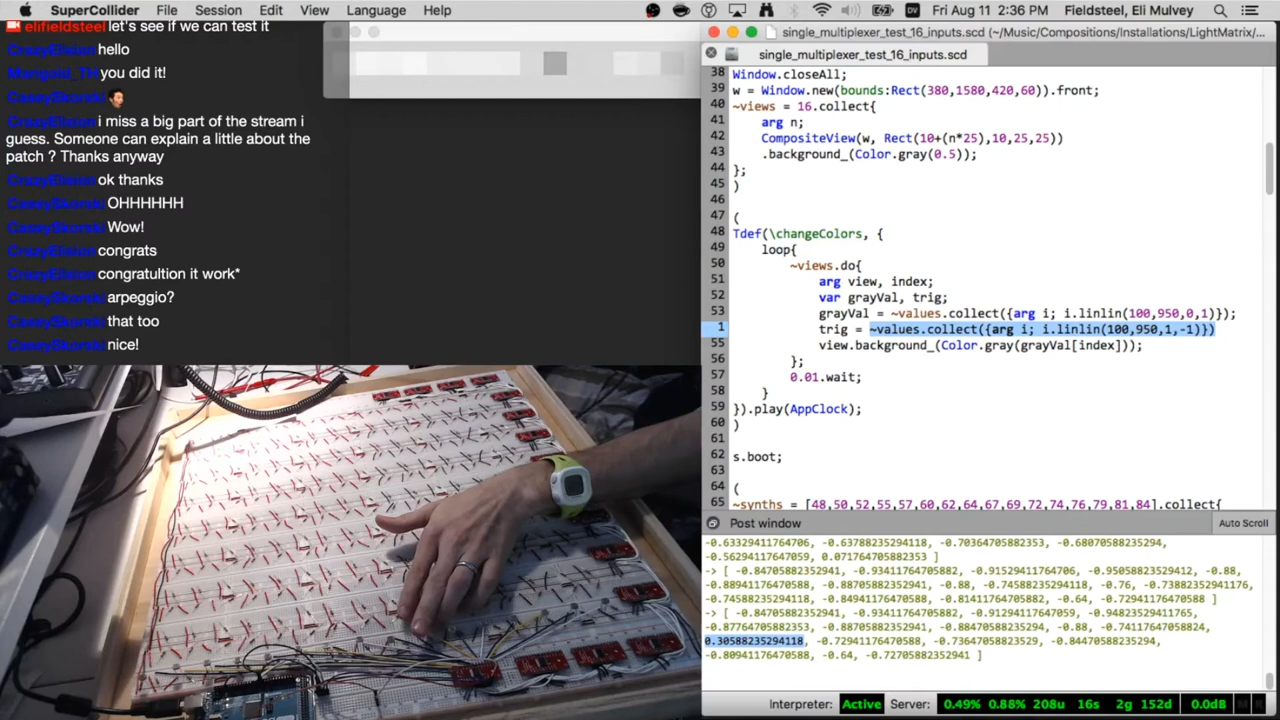 SuperCollider File Session Edit View Language Help Fri Aug 11 2:36 PM Fieldsteel, Eli Mulvey
elifieldsteel let's see if we can test it
CrazyElision hello
Marigold_TH you did it!
CaseySkorski
CrazyElision i miss a big part of the stream i
guess. Someone can explain a little about the
patch ? Thanks anyway
CrazyElision ok thanks
CaseySkorski OHHHHHH
CaseySkorski Wow!
CrazyElision congrats
CrazyElision congratultion it work*
CaseySkorski arpeggio?
CaseySkorski that too
CaseySkorski nice!
single_multiplexer_test_16_inputs.scd (~/Music/Compositions/Installations/LightMatrix/...
single_multiplexer_test_16_inputs.scd
38 Window.closeAll;
39 w = Window.new(bounds:Rect(380,1580,420,60)).front;
40 ~views = 16.collect{
41 arg n;
42 CompositeView(w, Rect(10+(n*25),10,25,25))
43 .background_(Color.gray(0.5));
44 };
45 )
46
47 (
48 Tdef(\changeColors, {
49 loop{
50 ~views.do{
51 arg view, index;
52 var grayVal, trig;
53 grayVal = ~values.collect({arg i; i.linlin(100,950,0,1)});
1 trig = ~values.collect({arg i; i.linlin(100,950,1,-1)})
55 view.background_(Color.gray(grayVal[index]));
56 };
57 0.01.wait;
58 }
59 }).play(AppClock);
60 )
61
62 s.boot;
63
64 (
65 ~synths = [48,50,52,55,57,60,62,64,67,69,72,74,76,79,81,84].collect{
Post window Auto Scroll
-0.63329411764706, -0.63788235294118, -0.70364705882353, -0.68070588235294,
-0.56294117647059, 0.071764705882353 ]
-> [ -0.84705882352941, -0.93411764705882, -0.91529411764706, -0.95058823529412, -0.88,
-0.88941176470588, -0.88705882352941, -0.88, -0.74588235294118, -0.76, -0.73882352941176,
-0.74588235294118, -0.84941176470588, -0.81411764705882, -0.64, -0.72941176470588 ]
-> [ -0.84705882352941, -0.93411764705882, -0.91294117647059, -0.94823529411765,
-0.87764705882353, -0.88705882352941, -0.88470588235294, -0.88, -0.74117647058824,
0.30588235294118, -0.72941176470588, -0.73647058823529, -0.84470588235294,
-0.80941176470588, -0.64, -0.72705882352941 ]
Interpreter: Active Server: 0.49% 0.88% 208u 16s 2g 152d 0.0dB M R